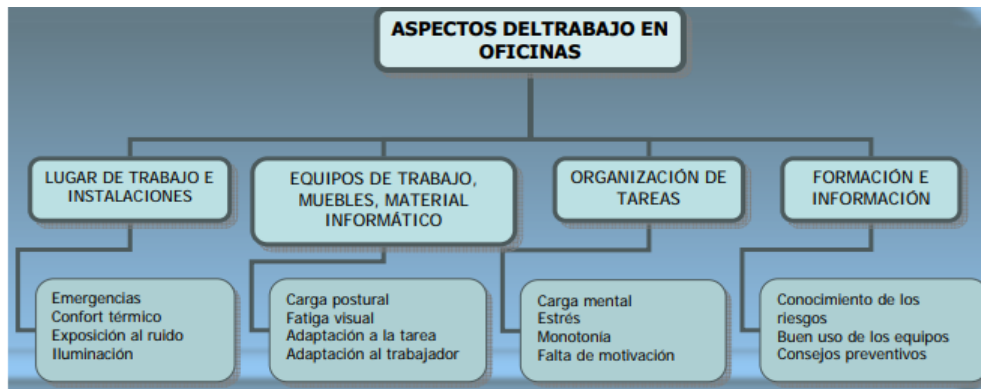 ASPECTOS DELTRABAJO EN
OFICINAS
LUGAR DE TRABAJO E
INSTALACIONES
EQUIPOS DE TRABAJO,
MUEBLES, MATERIAL
INFORMÁTICO
ORGANIZACIÓN DE
TAREAS
FORMACIÓN E
INFORMACIÓN
Emergencias
Confort térmico
Exposición al ruido
Iluminación
Carga postural
Fatiga visual
Adaptación a la tarea
Adaptación al trabajador
Carga mental
Estrés
Monotonía
Falta de motivación
Conocimiento de los
riesgos
Buen uso de los equipos
Consejos preventivos